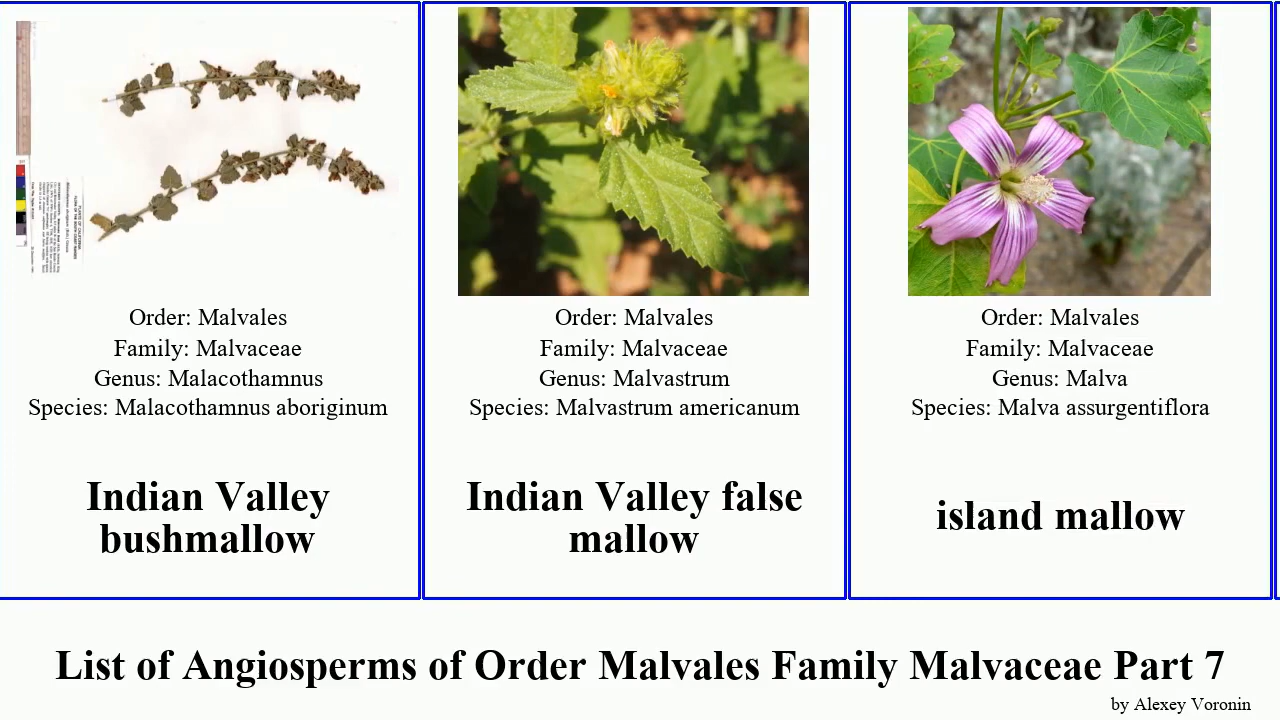 Order: Malvales
Family: Malvaceae
Genus: Malacothamnus
Species: Malacothamnus aboriginum
Indian Valley
bushmallow
Order: Malvales
Family: Malvaceae
Genus: Malvastrum
Species: Malvastrum americanum
Indian Valley false
mallow
Order: Malvales
Family: Malvaceae
Genus: Malva
Species: Malva assurgentiflora
island mallow
List of Angiosperms of Order Malvales Family Malvaceae Part 7
by Alexey Voronin